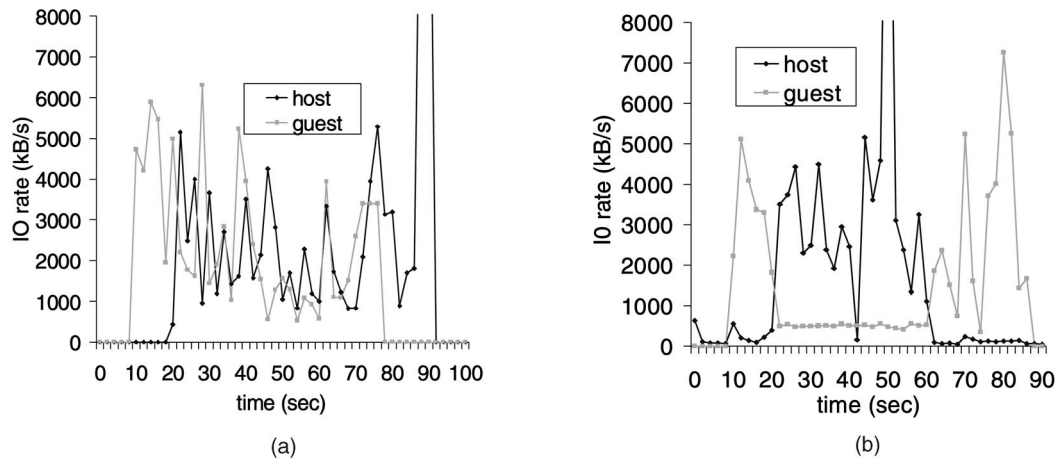 8000
7000
6000
5000
4000
3000
2000
1000
0
IO rate (kB/s)
host
guest
0 10 20 30 40 50 60 70 80 90 100
time (sec)
(a)
8000
7000
6000
5000
4000
3000
2000
1000
0
I0 rate (kB/s)
host
guest
0 10 20 30 40 50 60 70 80 90
time (sec)
(b)